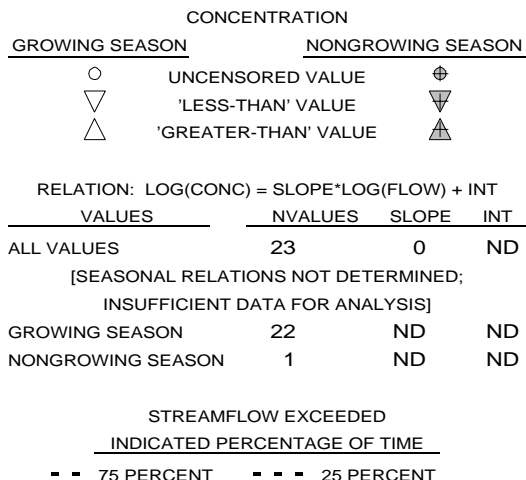 CONCENTRATION
GROWING SEASON NONGROWING SEASON
UNCENSORED VALUE
'LESS-THAN' VALUE
'GREATER-THAN' VALUE
RELATION: LOG(CONC) = SLOPE*LOG(FLOW) + INT
VALUES NVALUES SLOPE INT
ALL VALUES 23 0 ND
[SEASONAL RELATIONS NOT DETERMINED;
INSUFFICIENT DATA FOR ANALYSIS]
GROWING SEASON 22 ND ND
NONGROWING SEASON 1 ND ND
STREAMFLOW EXCEEDED
INDICATED PERCENTAGE OF TIME
75 PERCENT 25 PERCENT